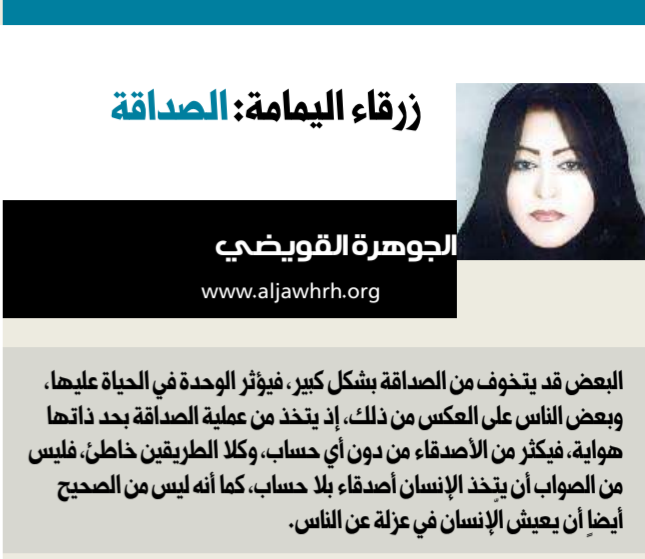 زرقاء اليمامة: الصداقة
الجوهرة القويضي
www.aljawhrh.org
البعض قد يتخوف من الصداقة بشكل كبير، فيؤثر الوحدة في الحياة عليها،
وبعض الناس على العكس من ذلك، إذ يتخذ من عملية الصداقة بحد ذاتها
هواية، فيكثر من الأصدقاء من دون أي حساب، وكلا الطريقين خاطئ، فليس
من الصواب أن يتخذ الإنسان أصدقاء بلا حساب، كما أنه ليس من الصحيح
أيضاٍ أن يعيش الإنسان في عزلة عن الناس.